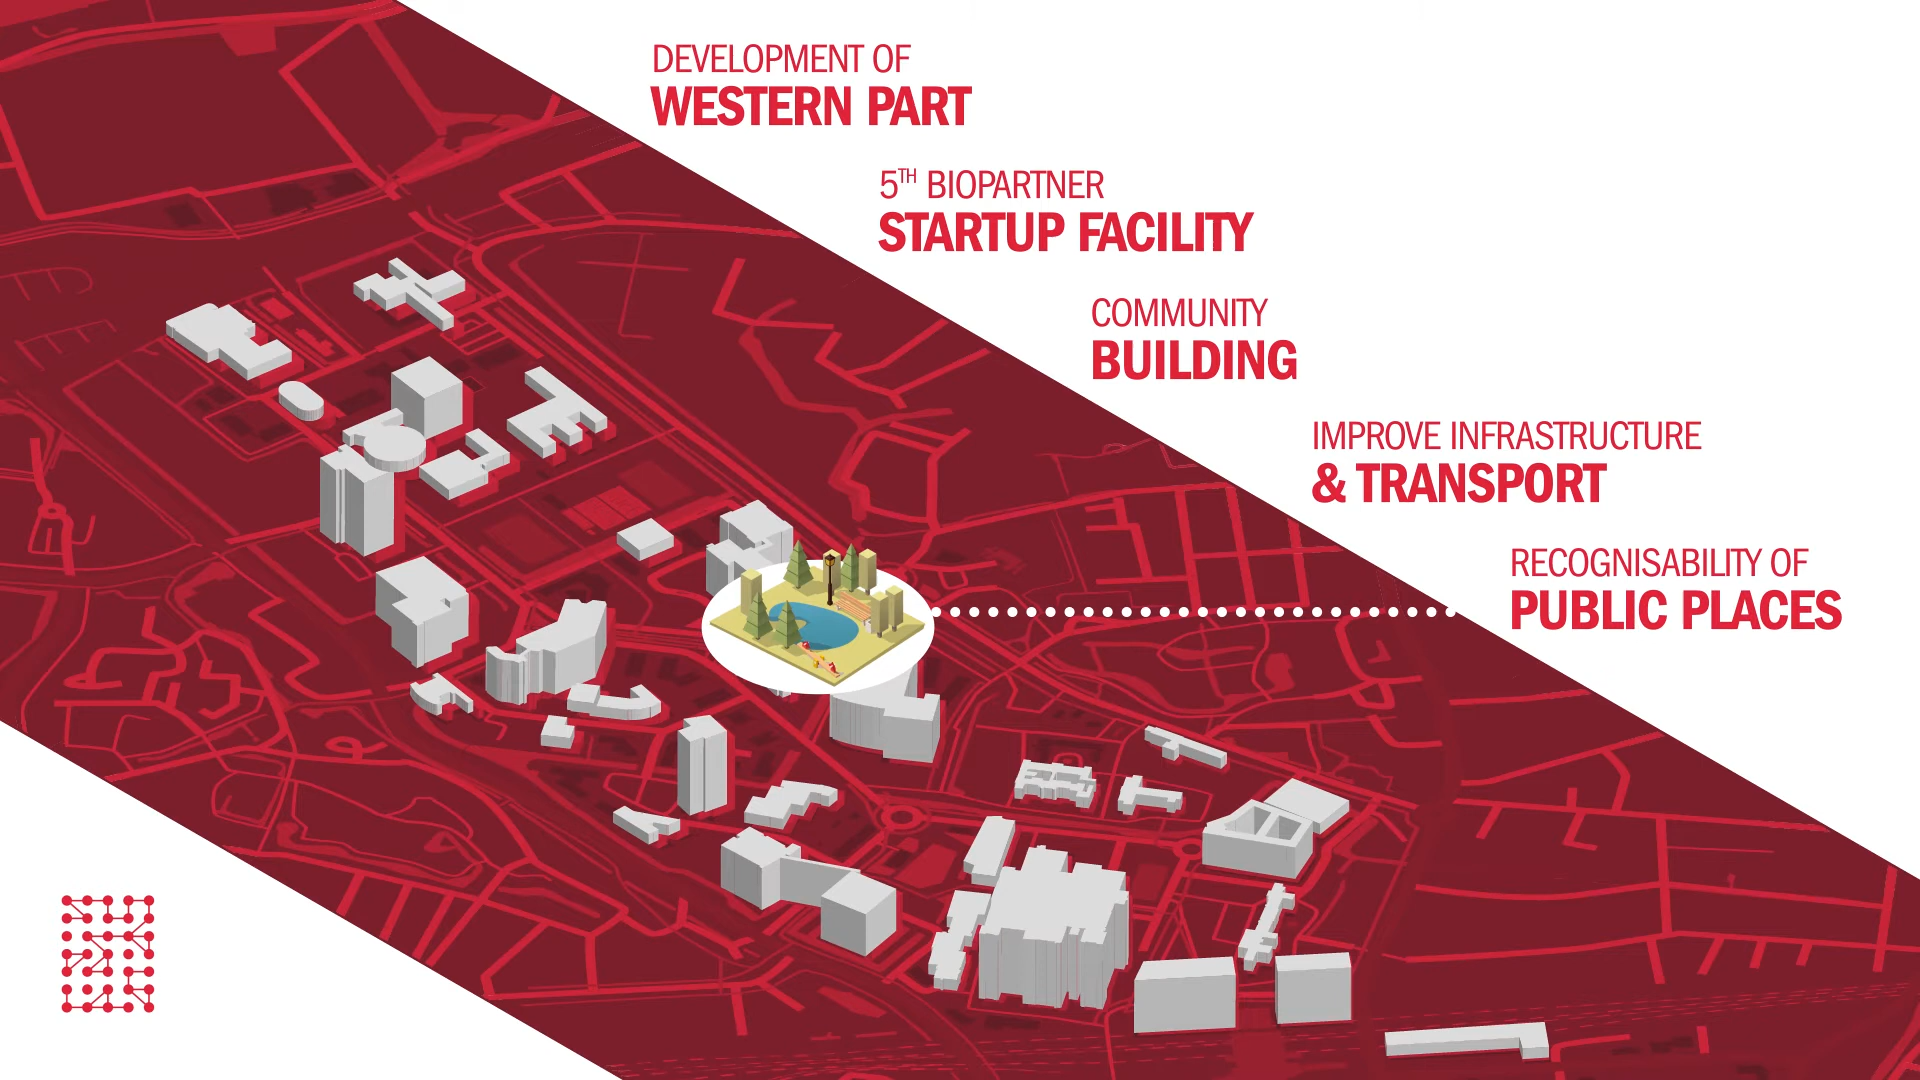 DEVELOPMENT OF
WESTERN PART
5TH BIOPARTNER
STARTUP FACILITY
COMMUNITY
BUILDING
IMPROVE INFRASTRUCTURE
& TRANSPORT
RECOGNISABILITY OF
PUBLIC PLACES